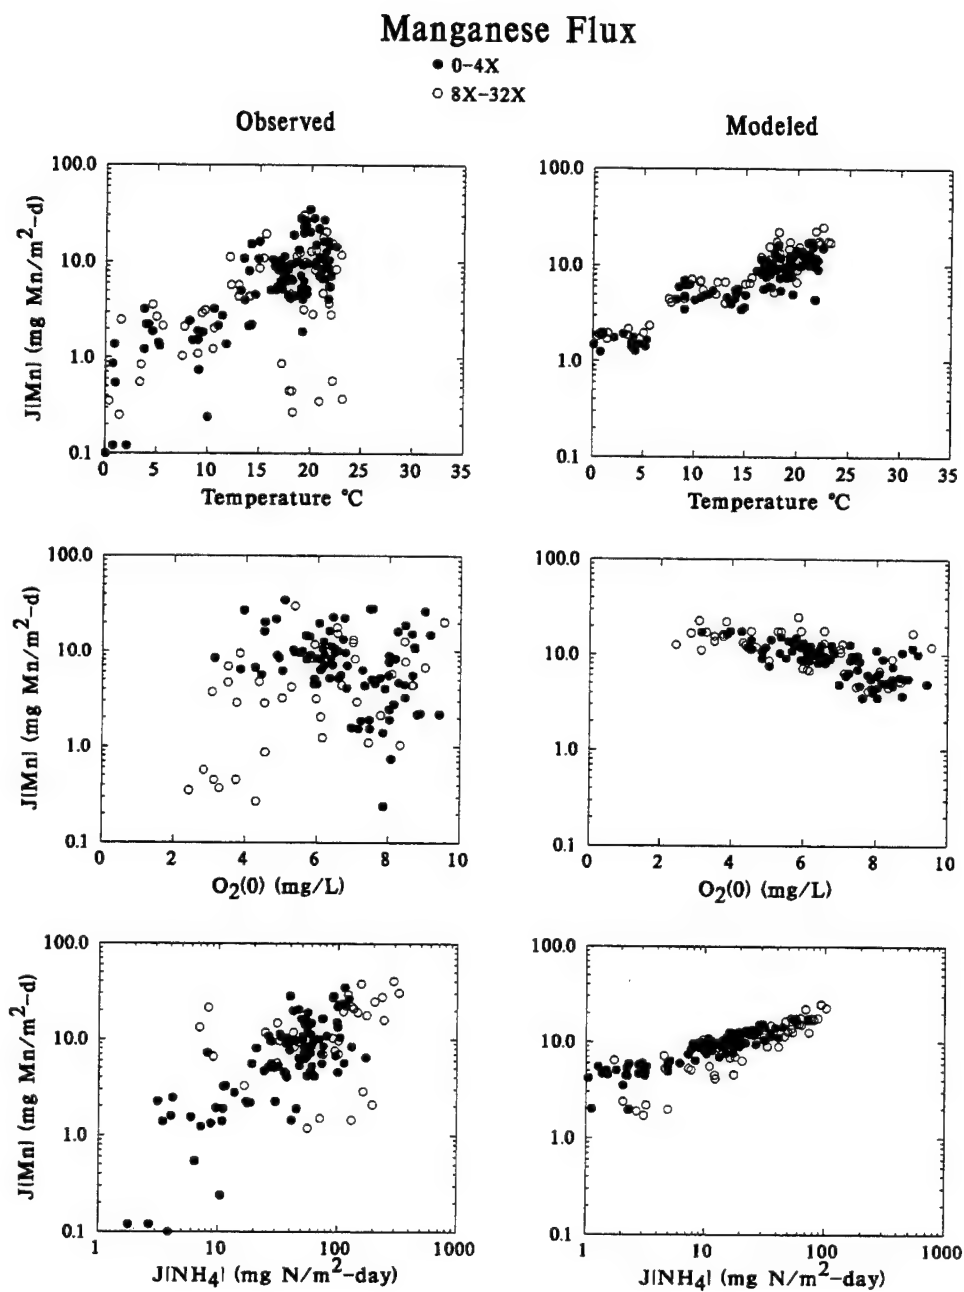 Manganese Flux
● 0-4X
○ 8X-32X
Observed
Modeled
100.0
10.0
1.0
0.1
J[Mn] (mg Mn/m²-d)
0 5 10 15 20 25 30 35
Temperature °C
100.0
10.0
1.0
0.1
0 5 10 15 20 25 30 35
Temperature °C
100.0
10.0
1.0
0.1
J[Mn] (mg Mn/m²-d)
0 2 4 6 8 10
O₂(0) (mg/L)
100.0
10.0
1.0
0.1
0 2 4 6 8 10
O₂(0) (mg/L)
100.0
10.0
1.0
0.1
J[Mn] (mg Mn/m²-d)
1 10 100 1000
J[NH₄] (mg N/m²-day)
100.0
10.0
1.0
0.1
1 10 100 1000
J[NH₄] (mg N/m²-day)